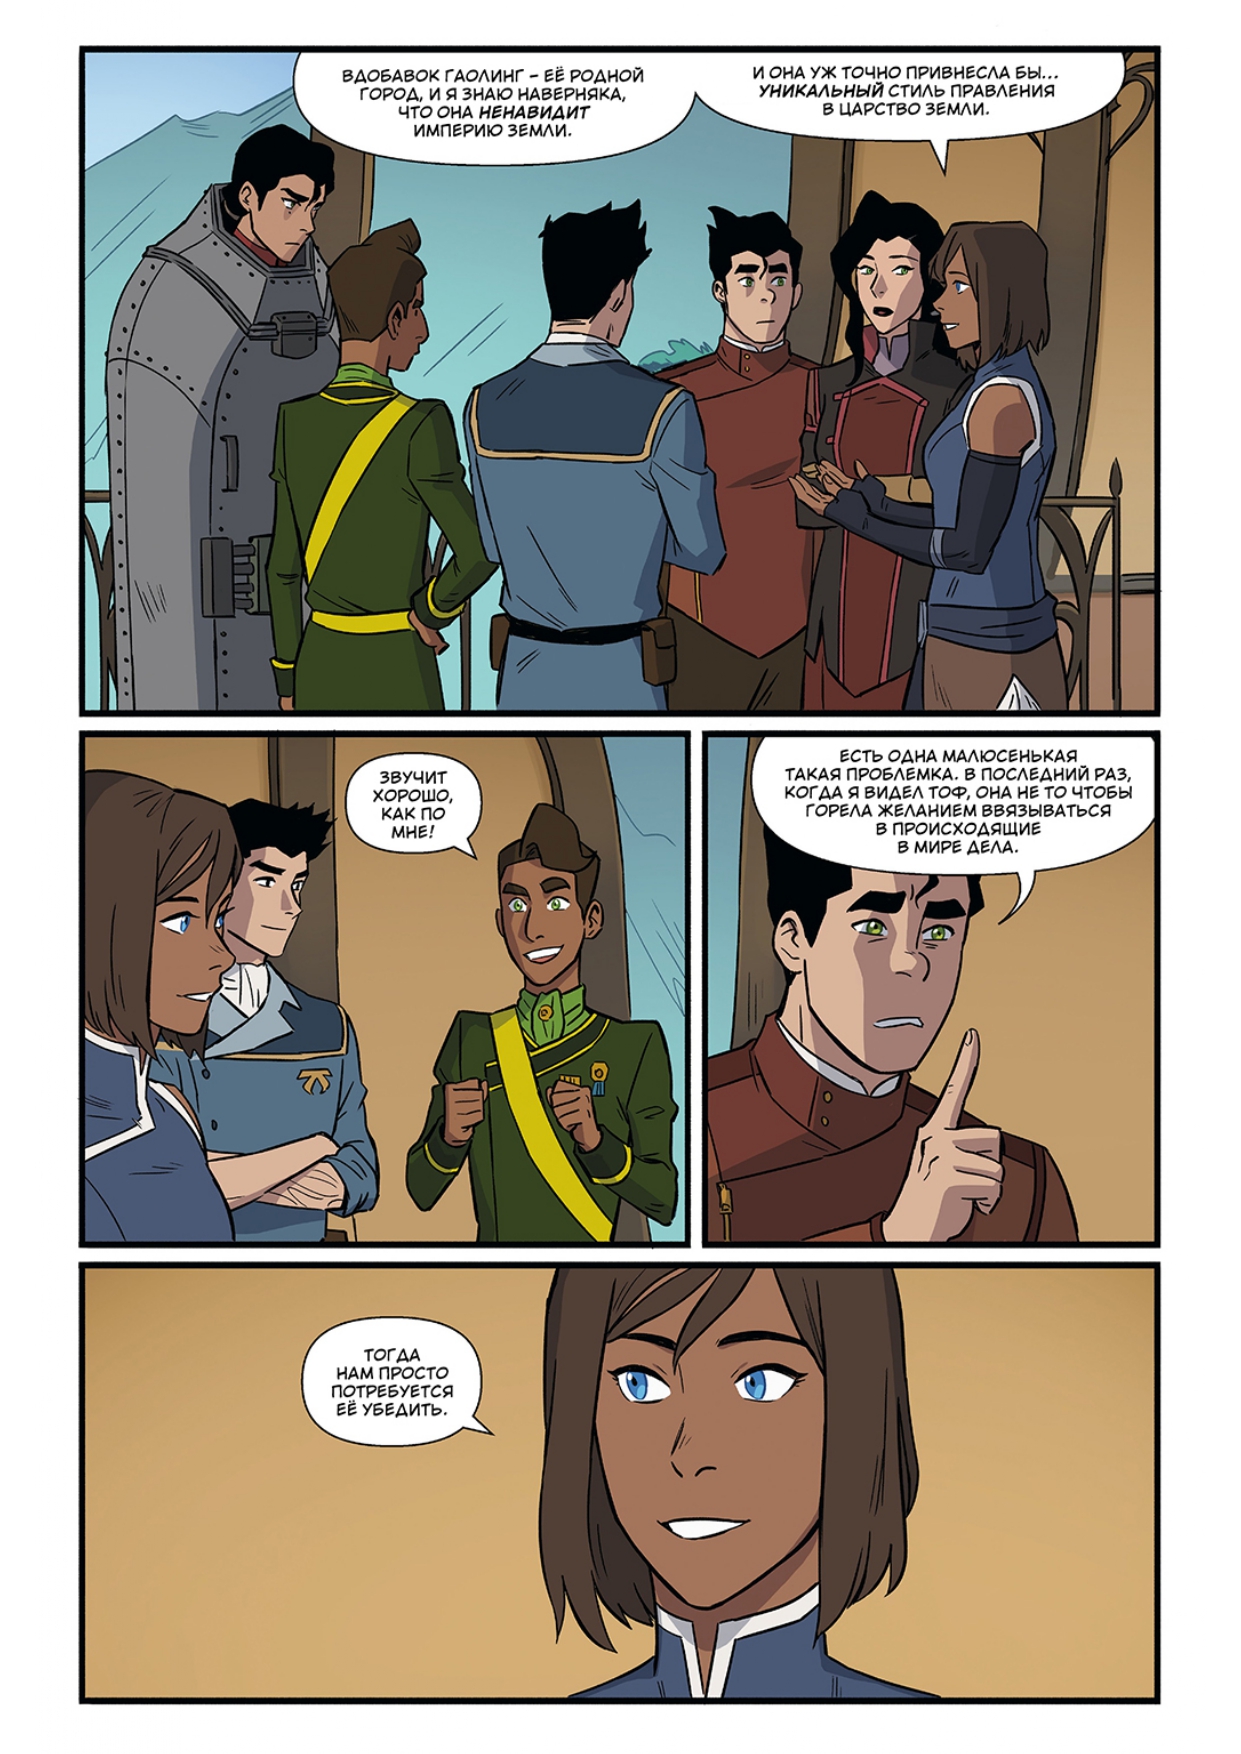 ВДОБАВОК ГАОЛИНГ – ЕЁ РОДНОЙ
ГОРОД, И Я ЗНАЮ НАВЕРНЯКА,
ЧТО ОНА НЕНАВИДИТ
ИМПЕРИЮ ЗЕМЛИ.
И ОНА УЖ ТОЧНО ПРИВНЕСЛА БЫ...
УНИКАЛЬНЫЙ СТИЛЬ ПРАВЛЕНИЯ
В ЦАРСТВО ЗЕМЛИ.
ЗВУЧИТ
ХОРОШО,
КАК ПО
МНЕ!
ЕСТЬ ОДНА МАЛЮСЕНЬКАЯ
ТАКАЯ ПРОБЛЕМКА. В ПОСЛЕДНИЙ РАЗ,
КОГДА Я ВИДЕЛ ТОФ, ОНА НЕ ТО ЧТОБЫ
ГОРЕЛА ЖЕЛАНИЕМ ВВЯЗЫВАТЬСЯ
В ПРОИСХОДЯЩИЕ
В МИРЕ ДЕЛА.
ТОГДА
НАМ ПРОСТО
ПОТРЕБУЕТСЯ
ЕЁ УБЕДИТЬ.